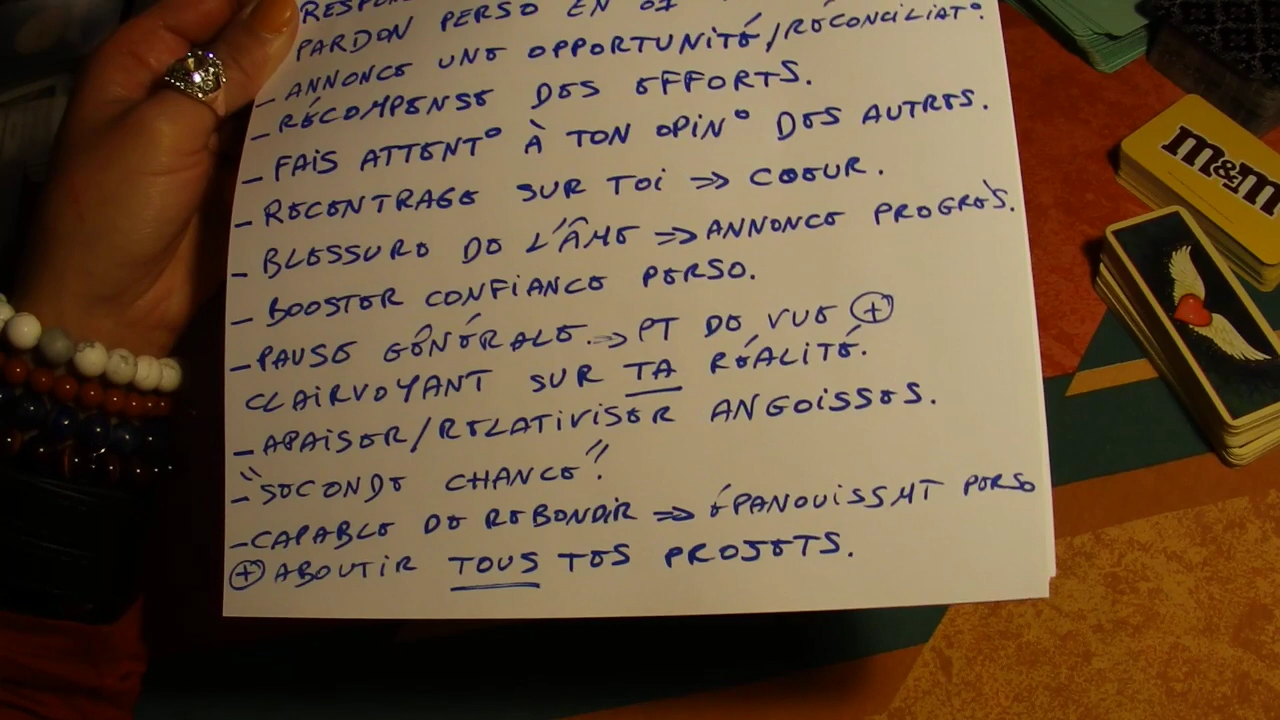 PARDON PERSO EN 01
- ANNONCE UNE OPPORTUNITÉ/RÉCONCILIAT°.
- RÉCOMPENSE DES EFFORTS.
- FAIS ATTENT° À TON OPIN° DES AUTRES.
- RECENTRAGE SUR TOI => COEUR.
- BLESSURE DE L'ÂME => ANNONCE PROGRÈS.
- BOOSTER CONFIANCE PERSO.
- PAUSE GÉNÉRALE. => PT DE VUE +
CLAIRVOYANT SUR TA RÉALITÉ.
- APAISER/RELATIVISER ANGOISSES.
- "SECONDE CHANCE".
- CAPABLE DE REBONDIR => ÉPANOUISSMT PERSO
+ ABOUTIR TOUS TES PROJETS.
M&M